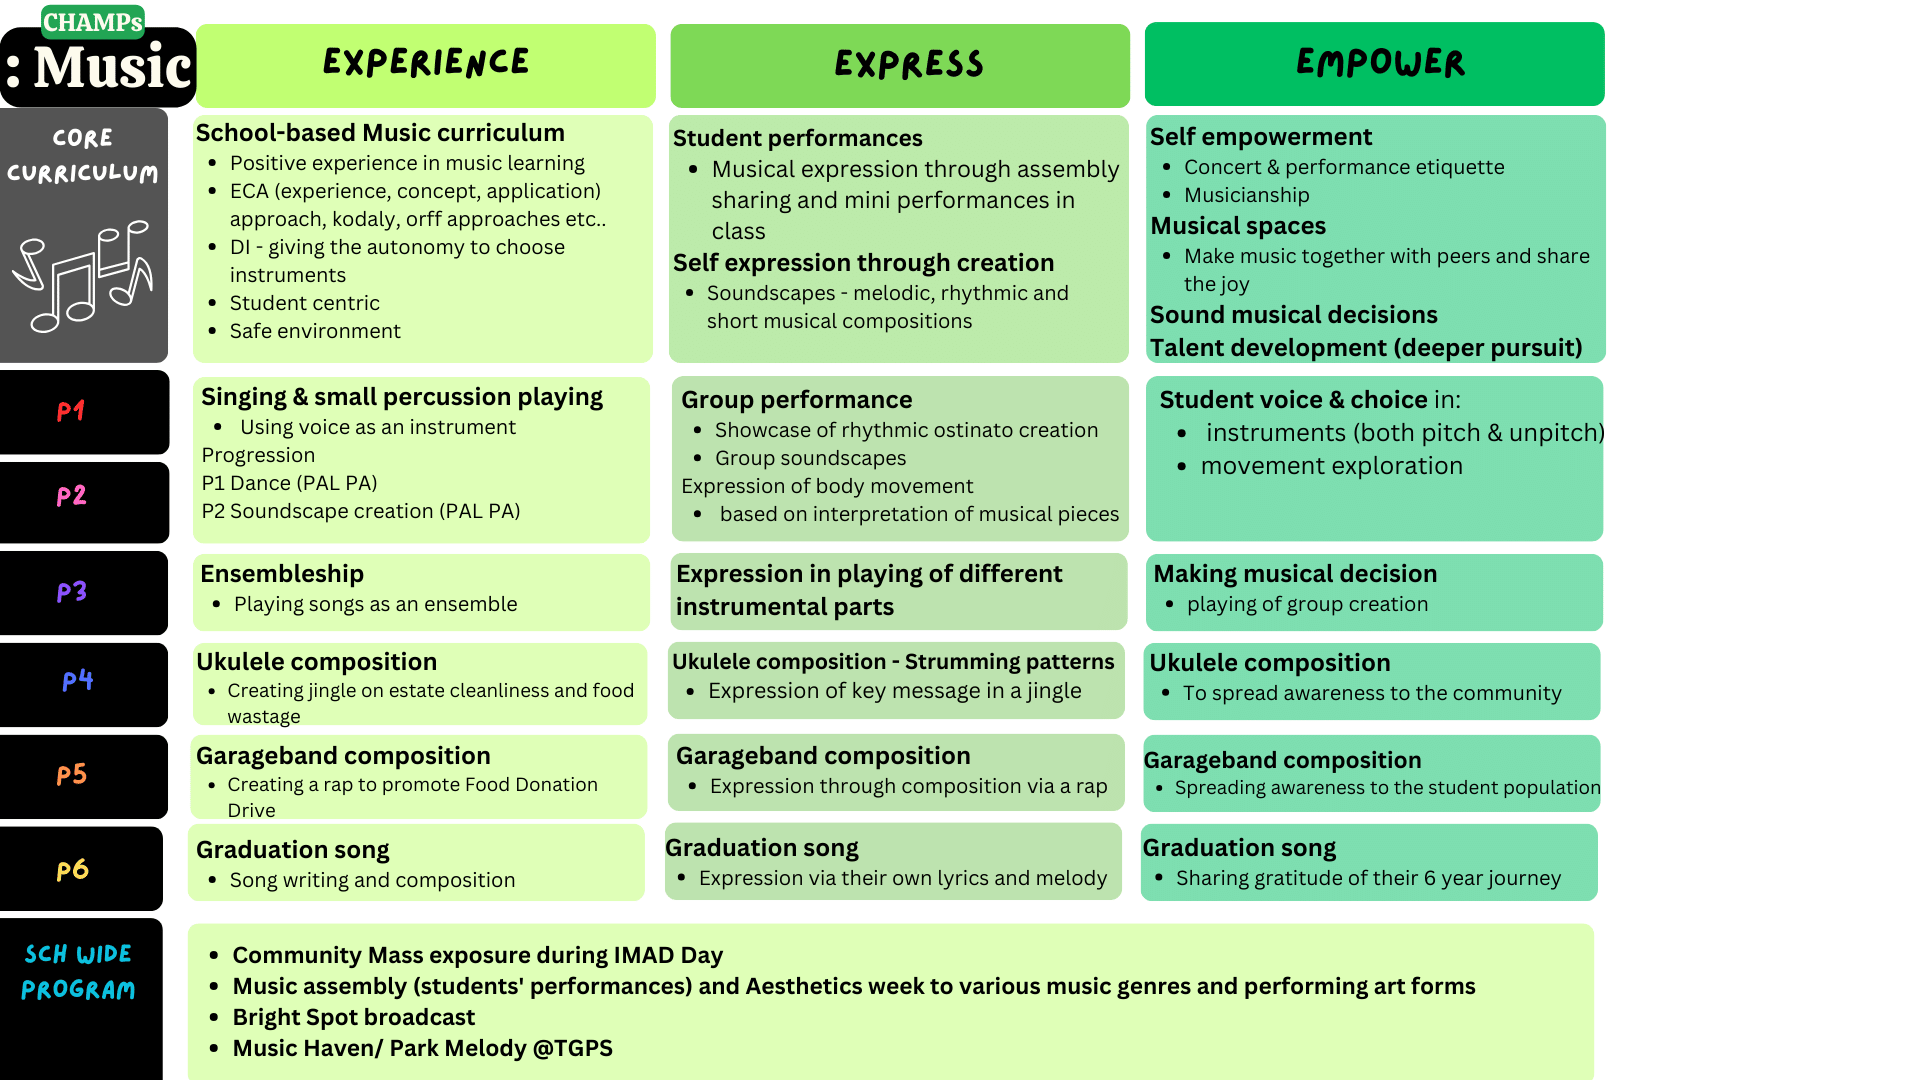 CHAMPs
: Music
EXPERIENCE
EXPRESS
EMPOWER
CORE
CURRICULUM
School-based Music curriculum
• Positive experience in music learning
• ECA (experience, concept, application)
approach, kodaly, orff approaches etc..
• DI - giving the autonomy to choose
instruments
• Student centric
• Safe environment
Student performances
• Musical expression through assembly
sharing and mini performances in
class
Self expression through creation
• Soundscapes - melodic, rhythmic and
short musical compositions
Self empowerment
• Concert & performance etiquette
• Musicianship
Musical spaces
• Make music together with peers and share
the joy
Sound musical decisions
Talent development (deeper pursuit)
P1
P2
Singing & small percussion playing
• Using voice as an instrument
Progression
P1 Dance (PAL PA)
P2 Soundscape creation (PAL PA)
Group performance
• Showcase of rhythmic ostinato creation
• Group soundscapes
Expression of body movement
• based on interpretation of musical pieces
Student voice & choice in:
• instruments (both pitch & unpitch)
• movement exploration
P3
Ensembleship
• Playing songs as an ensemble
Expression in playing of different
instrumental parts
Making musical decision
• playing of group creation
P4
Ukulele composition
• Creating jingle on estate cleanliness and food
wastage
Ukulele composition - Strumming patterns
• Expression of key message in a jingle
Ukulele composition
• To spread awareness to the community
P5
Garageband composition
• Creating a rap to promote Food Donation
Drive
Garageband composition
• Expression through composition via a rap
Garageband composition
• Spreading awareness to the student population
P6
Graduation song
• Song writing and composition
Graduation song
• Expression via their own lyrics and melody
Graduation song
• Sharing gratitude of their 6 year journey
SCH WIDE
PROGRAM
• Community Mass exposure during IMAD Day
• Music assembly (students' performances) and Aesthetics week to various music genres and performing art forms
• Bright Spot broadcast
• Music Haven/ Park Melody @TGPS